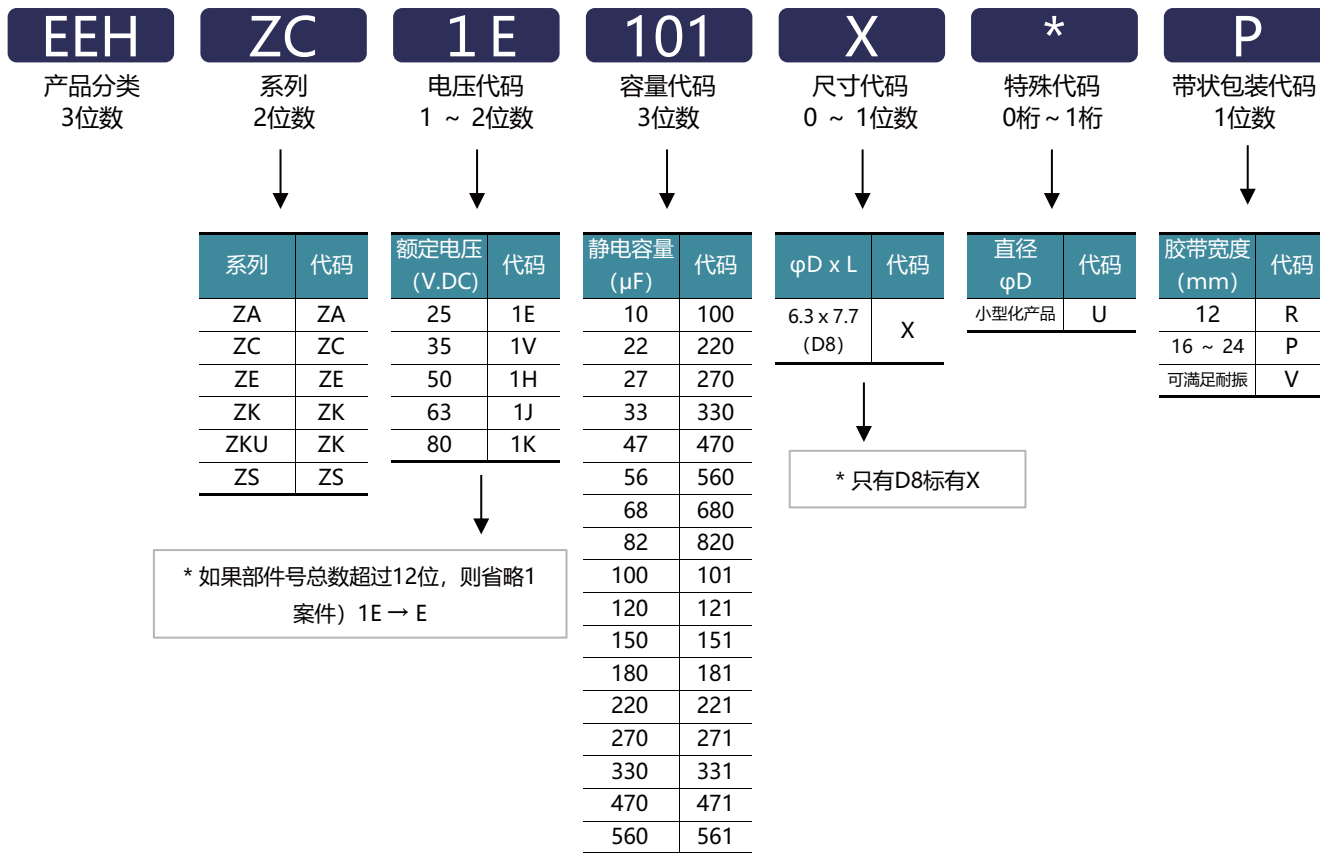 EEH ZC 1E 101 X * P
产品分类 系列 电压代码 容量代码 尺寸代码 特殊代码 带状包装代码
3位数 2位数 1 ~ 2位数 3位数 0 ~ 1位数 0桁~1桁 1位数
系列 代码
ZA ZA
ZC ZC
ZE ZE
ZK ZK
ZKU ZK
ZS ZS
额定电压
(V.DC) 代码
25 1E
35 1V
50 1H
63 1J
80 1K
* 如果部件号总数超过12位，则省略1
案件）1E → E
静电容量
(μF) 代码
10 100
22 220
27 270
33 330
47 470
56 560
68 680
82 820
100 101
120 121
150 151
180 181
220 221
270 271
330 331
470 471
560 561
φD x L 代码
6.3 x 7.7
(D8) X
* 只有D8标有X
直径
φD 代码
小型化产品 U
胶带宽度
(mm) 代码
12 R
16 ~ 24 P
可满足耐振 V